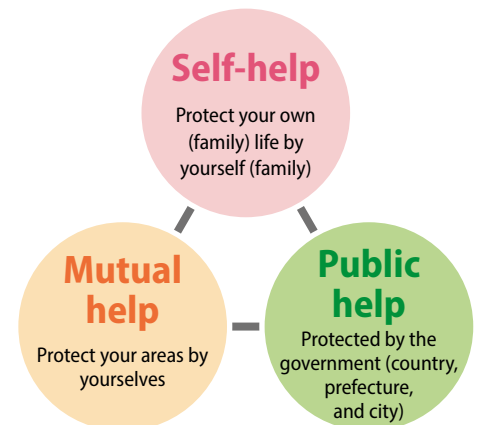 Self-help
Protect your own
(family) life by
yourself (family)
Mutual
help
Protect your areas by
yourselves
Public
help
Protected by the
government (country,
prefecture,
and city)